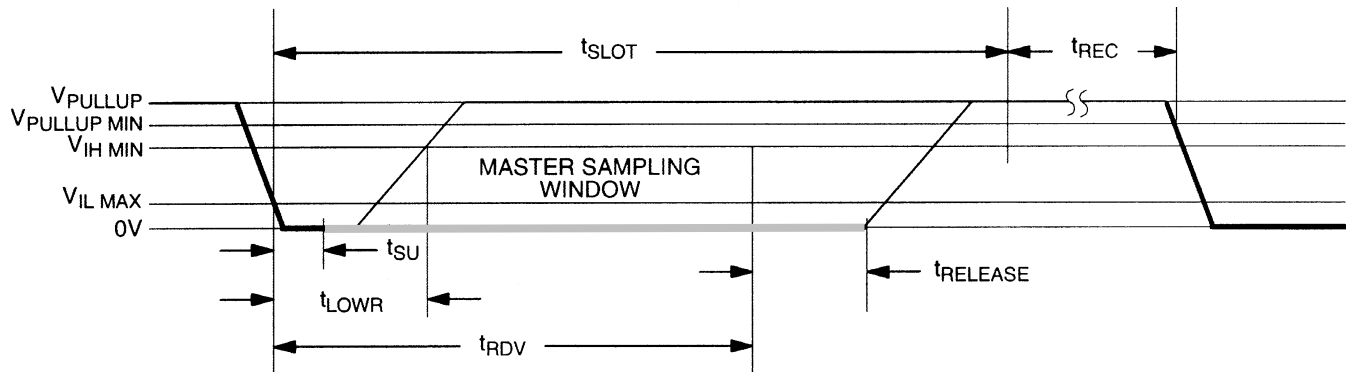 tSLOT
tREC
VPULLUP
VPULLUP MIN
VIH MIN
MASTER SAMPLING
WINDOW
VIL MAX
0V
tSU
tRELEASE
tLOWR
tRDV